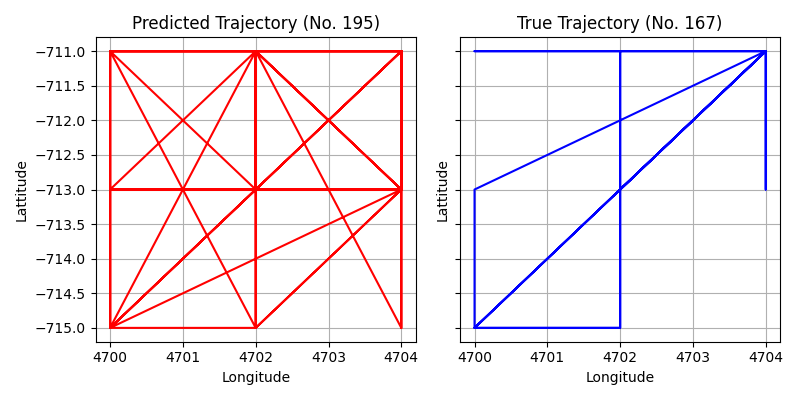 Predicted Trajectory (No. 195)
−711.0
−711.5
−712.0
−712.5
−713.0
−713.5
−714.0
−714.5
−715.0
Lattitude
4700 4701 4702 4703 4704
Longitude
True Trajectory (No. 167)
Lattitude
4700 4701 4702 4703 4704
Longitude